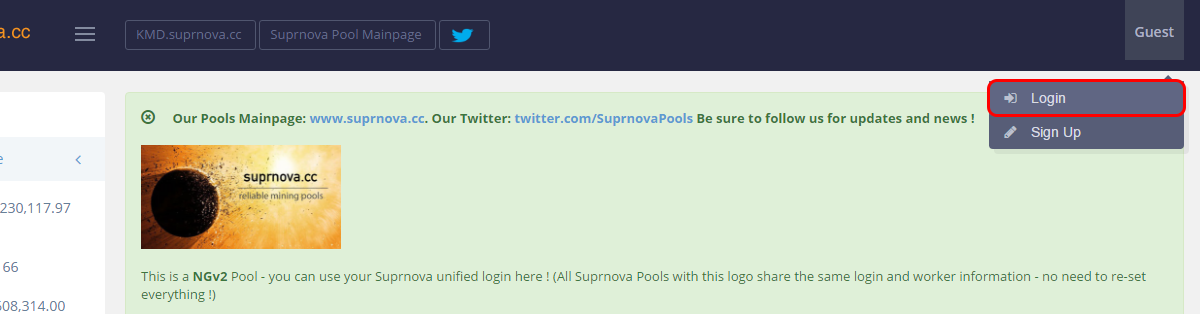 a.cc
KMD.suprnova.cc
Suprnova Pool Mainpage
Guest
Login
Sign Up
Our Pools Mainpage: www.suprnova.cc. Our Twitter: twitter.com/SuprnovaPools Be sure to follow us for updates and news !
suprnova.cc
reliable mining pools
e
230,117.97
66
508,314.00
This is a NGv2 Pool - you can use your Suprnova unified login here ! (All Suprnova Pools with this logo share the same login and worker information - no need to re-set
everything !)